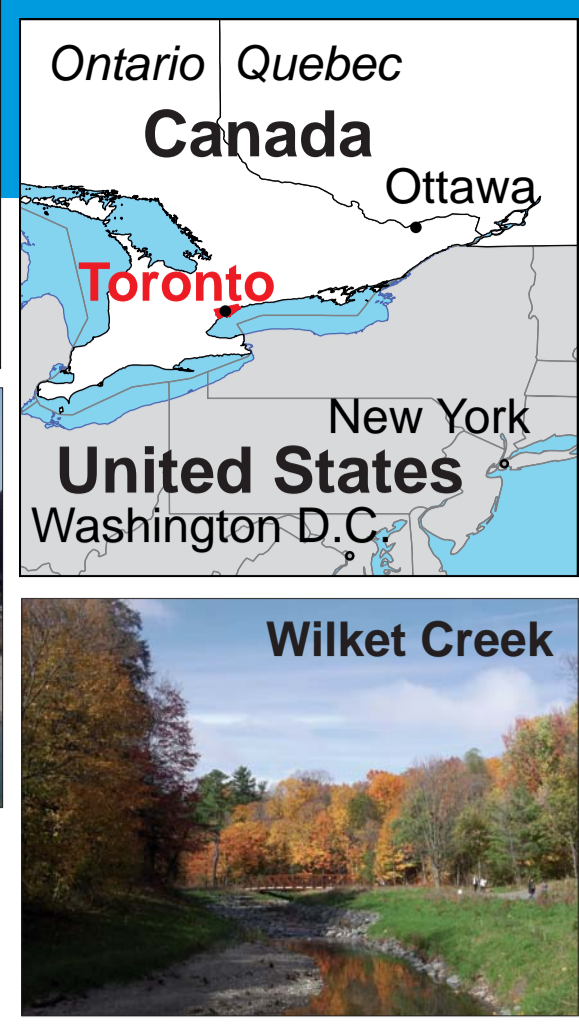 Ontario Quebec
Canada
Ottawa
Toronto
New York
United States
Washington D.C.
Wilket Creek